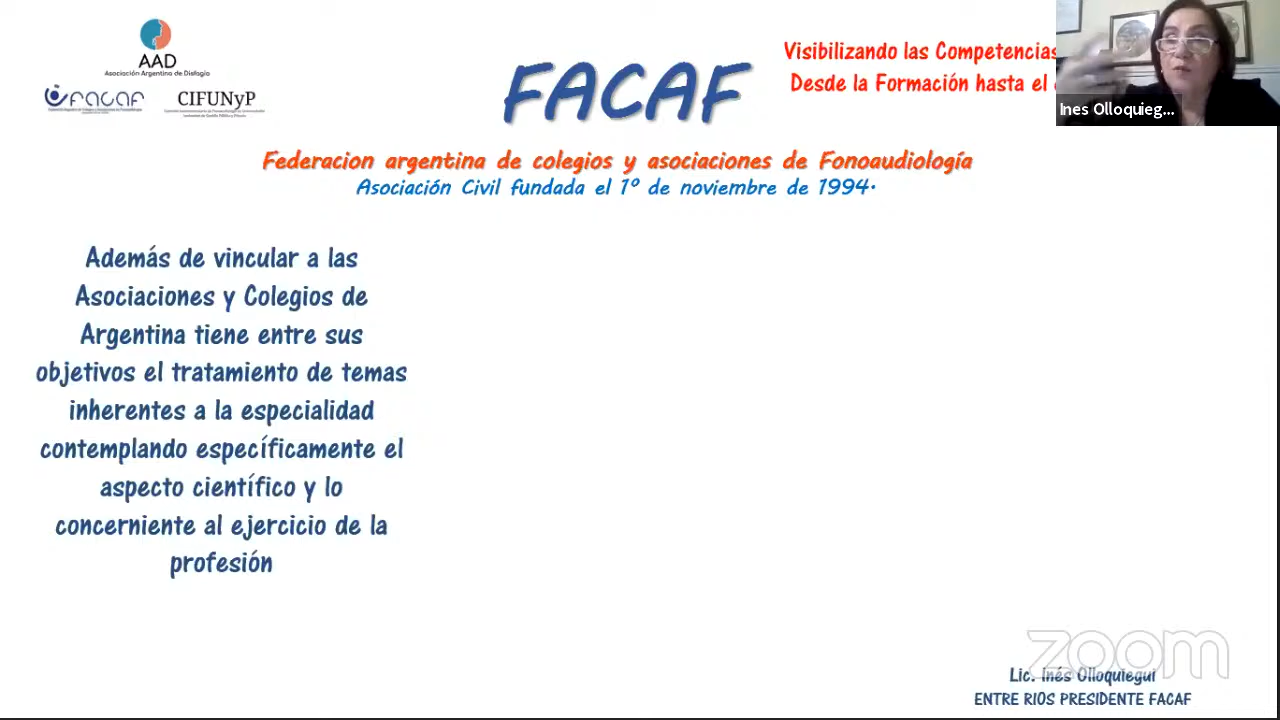 AAD
Asociación Argentina de Disfagia
FACAF
CIFUNyP
FACAF
Visibilizando las Competencias
Desde la Formación hasta el
Ines Olloquieg...
Federacion argentina de colegios y asociaciones de Fonoaudiología
Asociación Civil fundada el 1º de noviembre de 1994.
Además de vincular a las
Asociaciones y Colegios de
Argentina tiene entre sus
objetivos el tratamiento de temas
inherentes a la especialidad
contemplando específicamente el
aspecto científico y lo
concerniente al ejercicio de la
profesión
zoom
Lic. Inés Olloquiegui
ENTRE RIOS PRESIDENTE FACAF